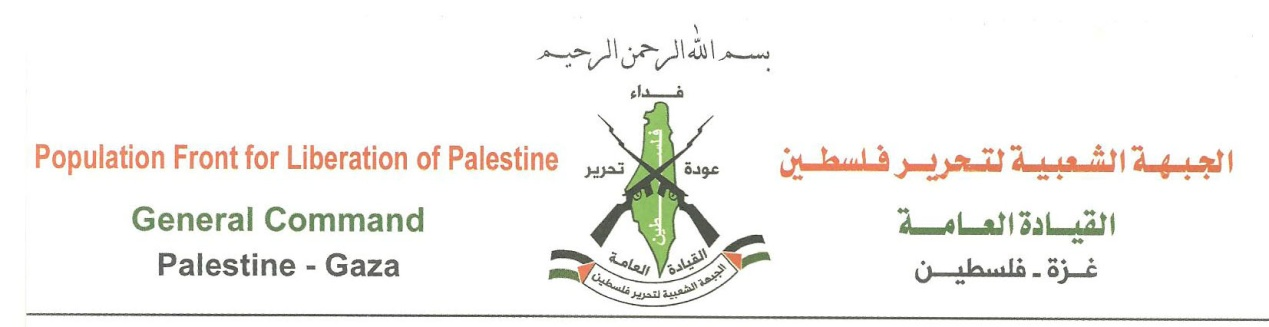 بسم الله الرحمن الرحيم
Population Front for Liberation of Palestine
General Command
Palestine - Gaza
فداء
عودة
تحرير
فلسطين
القيادة العامة
الجبهة الشعبية لتحرير فلسطين
الجبهة الشعبية لتحرير فلسطين
القيادة العامة
غزة - فلسطين